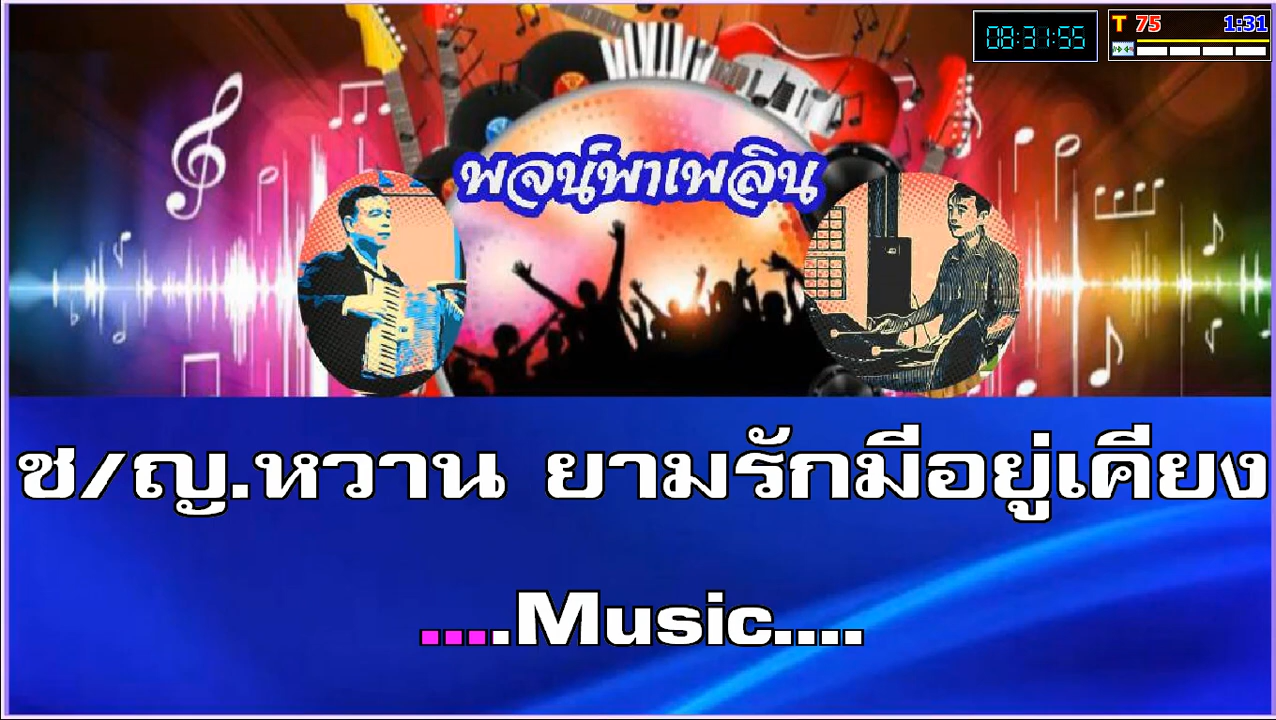 08:31:55
T 75 1:31
พจน์พาเพลิน
ช/ญ.หวาน ยามรักมีอยู่เคียง
....Music....